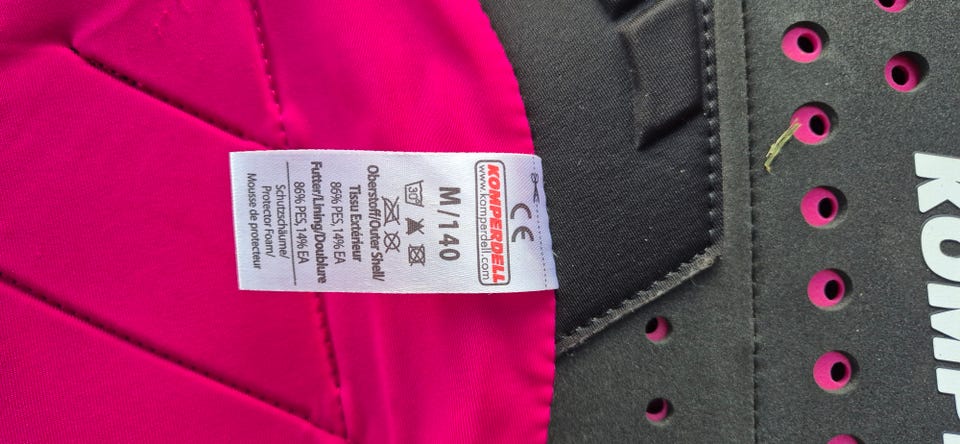 CE
KOMPERDELL
www.komperdell.com
M/140
30°
Oberstoff/Outer Shell/
Tissu Extérieur
86% PES, 14% EA
Futter/Lining/Doublure
86% PES, 14% EA
Schutzschäume/
Protector Foam/
Mousse de protecteur
KOMP